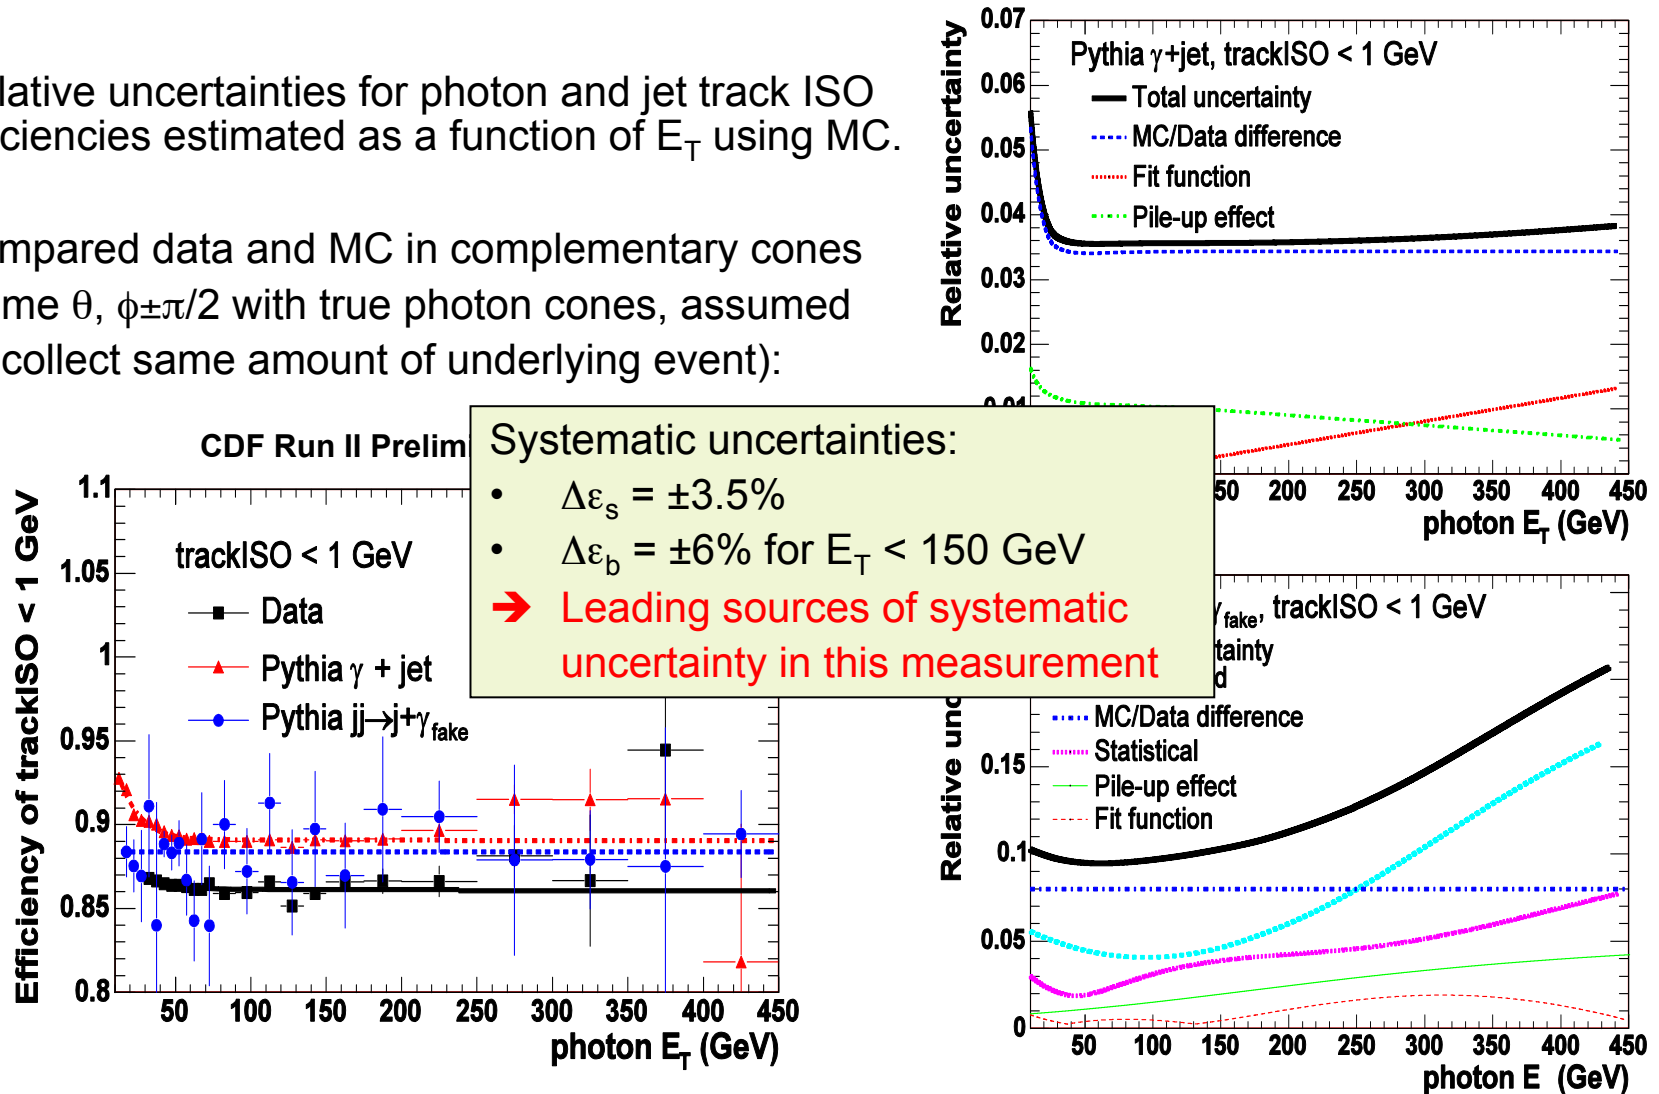 lative uncertainties for photon and jet track ISO
ciencies estimated as a function of E_T using MC.
mpared data and MC in complementary cones
me θ, ϕ±π/2 with true photon cones, assumed
collect same amount of underlying event):
CDF Run II Prelimi
Efficiency of trackISO < 1 GeV
1.1
1.05
1
0.95
0.9
0.85
0.8
trackISO < 1 GeV
Data
Pythia γ + jet
Pythia jj→j+γ_fake
50 100 150 200 250 300 350 400 450
photon E_T (GeV)
Systematic uncertainties:
• Δε_s = ±3.5%
• Δε_b = ±6% for E_T < 150 GeV
➔ Leading sources of systematic
uncertainty in this measurement
Relative uncertainty
0.07
0.06
0.05
0.04
0.03
0.02
Pythia γ+jet, trackISO < 1 GeV
Total uncertainty
MC/Data difference
Fit function
Pile-up effect
50 200 250 300 350 400 450
photon E_T (GeV)
Relative unc
0.15
0.1
0.05
0
fake, trackISO < 1 GeV
tainty
d
MC/Data difference
Statistical
Pile-up effect
Fit function
50 100 150 200 250 300 350 400 450
photon E (GeV)